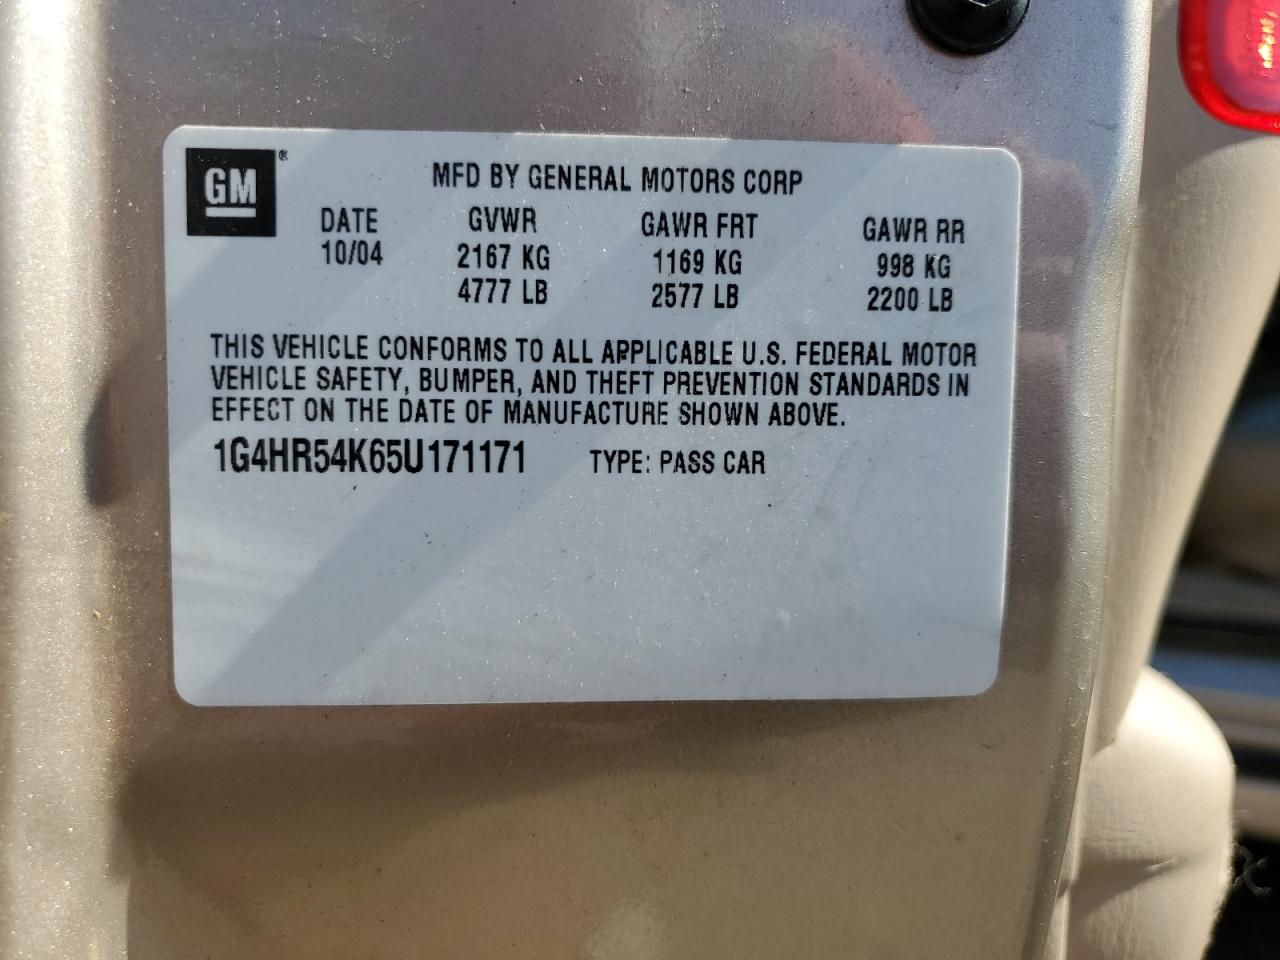 GM ®
MFD BY GENERAL MOTORS CORP
DATE GVWR GAWR FRT GAWR RR
10/04 2167 KG 1169 KG 998 KG
4777 LB 2577 LB 2200 LB
THIS VEHICLE CONFORMS TO ALL APPLICABLE U.S. FEDERAL MOTOR
VEHICLE SAFETY, BUMPER, AND THEFT PREVENTION STANDARDS IN
EFFECT ON THE DATE OF MANUFACTURE SHOWN ABOVE.
1G4HR54K65U171171 TYPE: PASS CAR